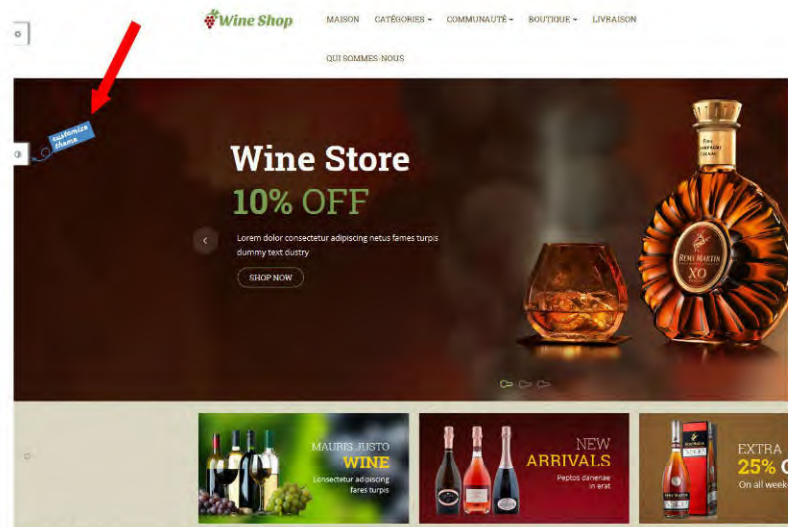 Wine Shop
MAISON CATÉGORIES COMMUNAUTÉ BOUTIQUE LIVRAISON
QUI SOMMES-NOUS
customize
theme
Wine Store
10% OFF
Lorem dolor consectetur adipiscing netus fames turpis
dummy text dustry
SHOP NOW
REMY MARTIN
XO
MAURIS JUSTO
WINE
Consectetur adipiscing
fares turpis
NEW
ARRIVALS
Peptos danenae
in erat
EXTRA
25%
On all week